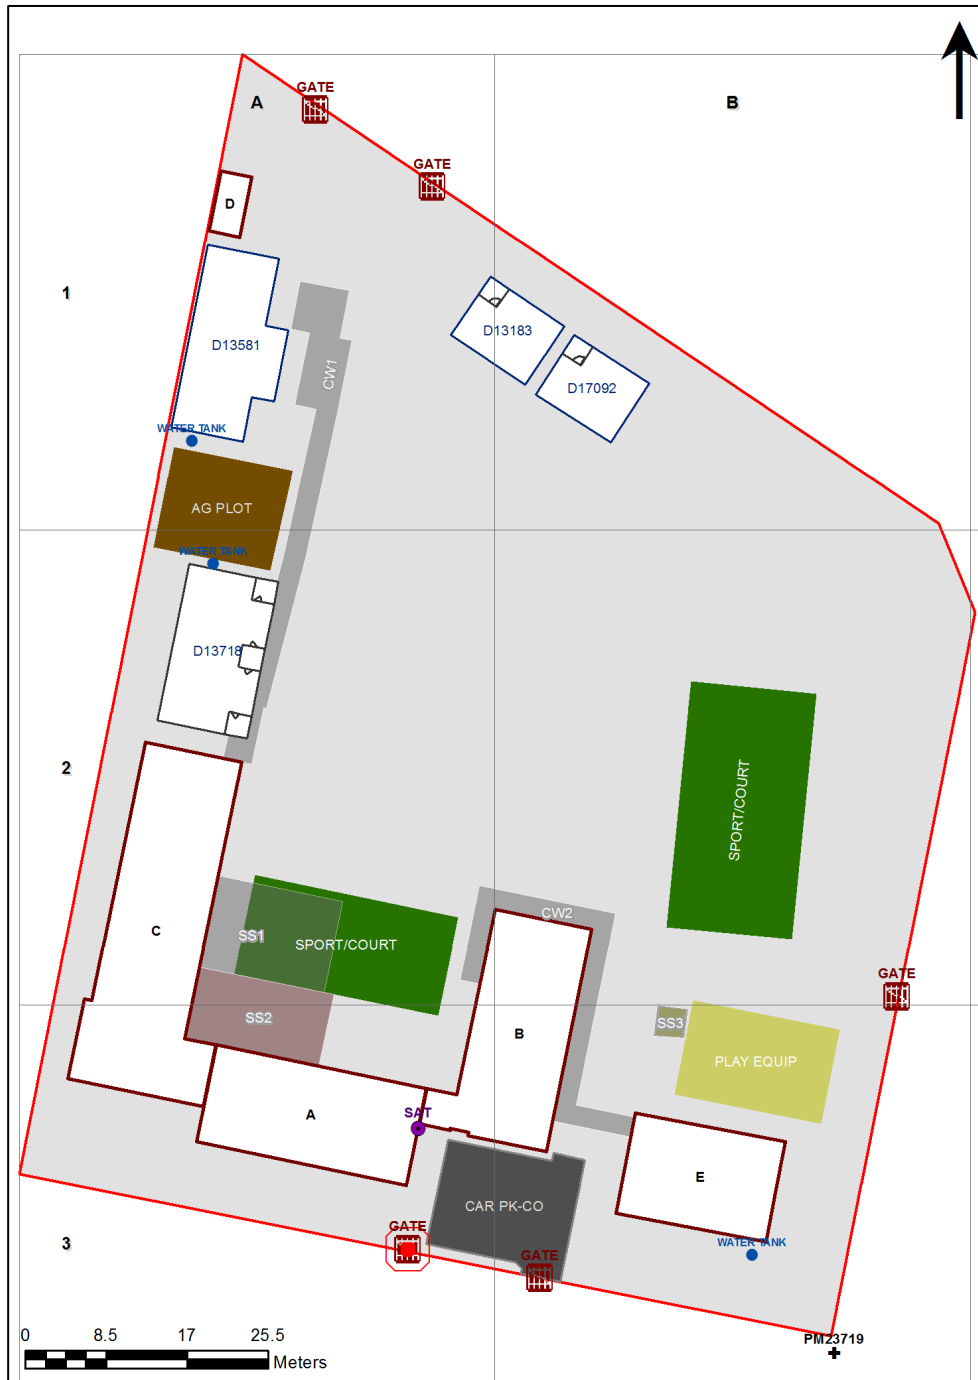 GATE
A
B
GATE
D
1
D13183
D13581
CW1
D17092
WATER TANK
AG PLOT
WATER TANK
D13718
2
SPORT/COURT
CW2
C
SS1
SPORT/COURT
GATE
SS2
SS3
B
PLAY EQUIP
A
SAT
E
CAR PK-CO
GATE
WATER TANK
3
GATE
0 8.5 17 25.5
Meters
PM23719